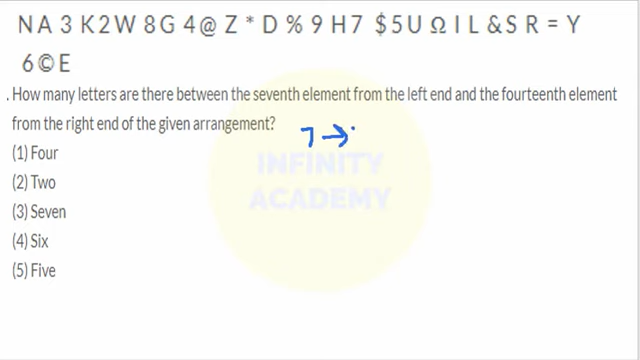 N A 3 K 2 W 8 G 4 @ Z * D % 9 H 7 $ 5 U Ω I L & S R = Y
6 © E
. How many letters are there between the seventh element from the left end and the fourteenth element
from the right end of the given arrangement?
7 →
(1) Four
(2) Two
(3) Seven
(4) Six
(5) Five
INFINITY
ACADEMY